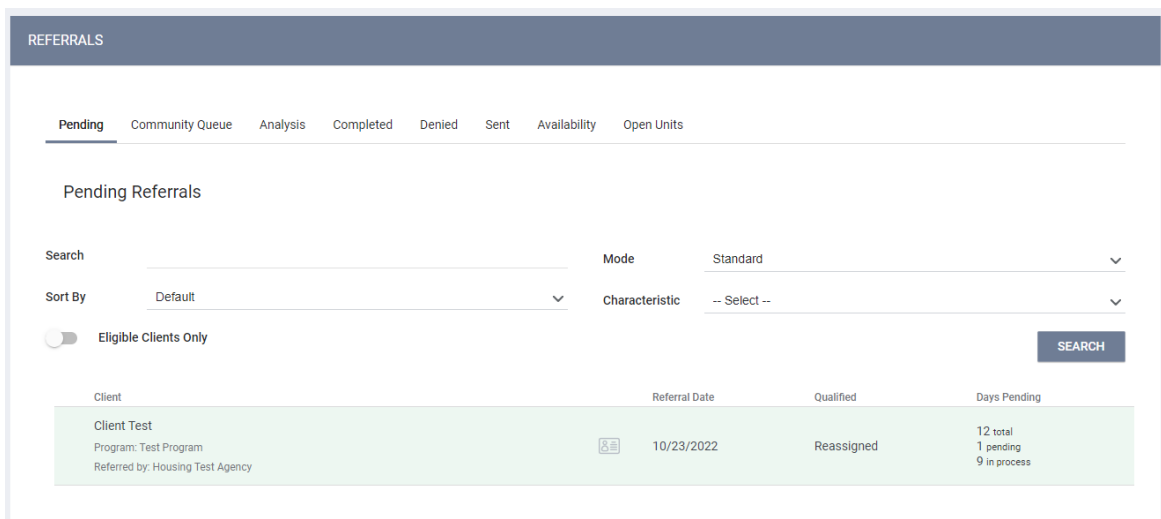 REFERRALS
Pending Community Queue Analysis Completed Denied Sent Availability Open Units
Pending Referrals
Search
Mode Standard
Sort By Default
Characteristic -- Select --
Eligible Clients Only
SEARCH
Client Referral Date Qualified Days Pending
Client Test
Program: Test Program
Referred by: Housing Test Agency
10/23/2022
Reassigned
12 total
1 pending
9 in process